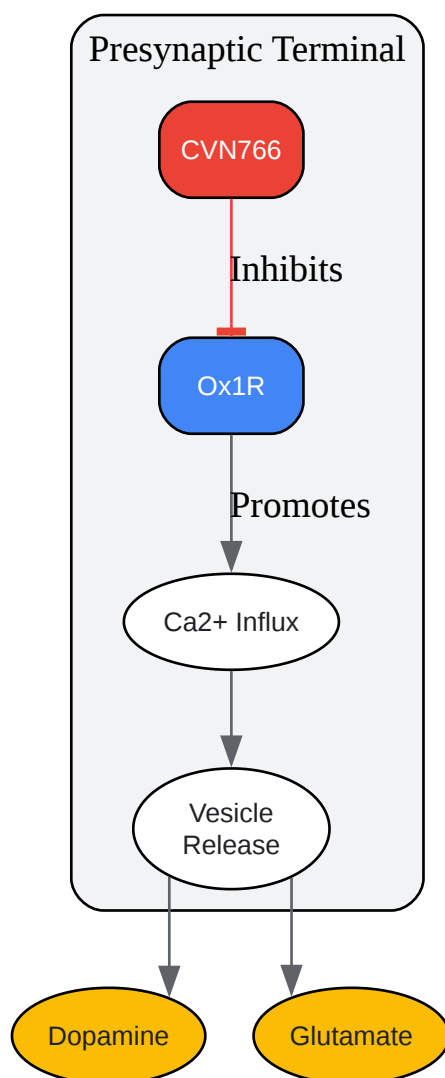 Presynaptic Terminal
CVN766
Inhibits
Ox1R
Promotes
Ca2+ Influx
Vesicle
Release
Dopamine
Glutamate